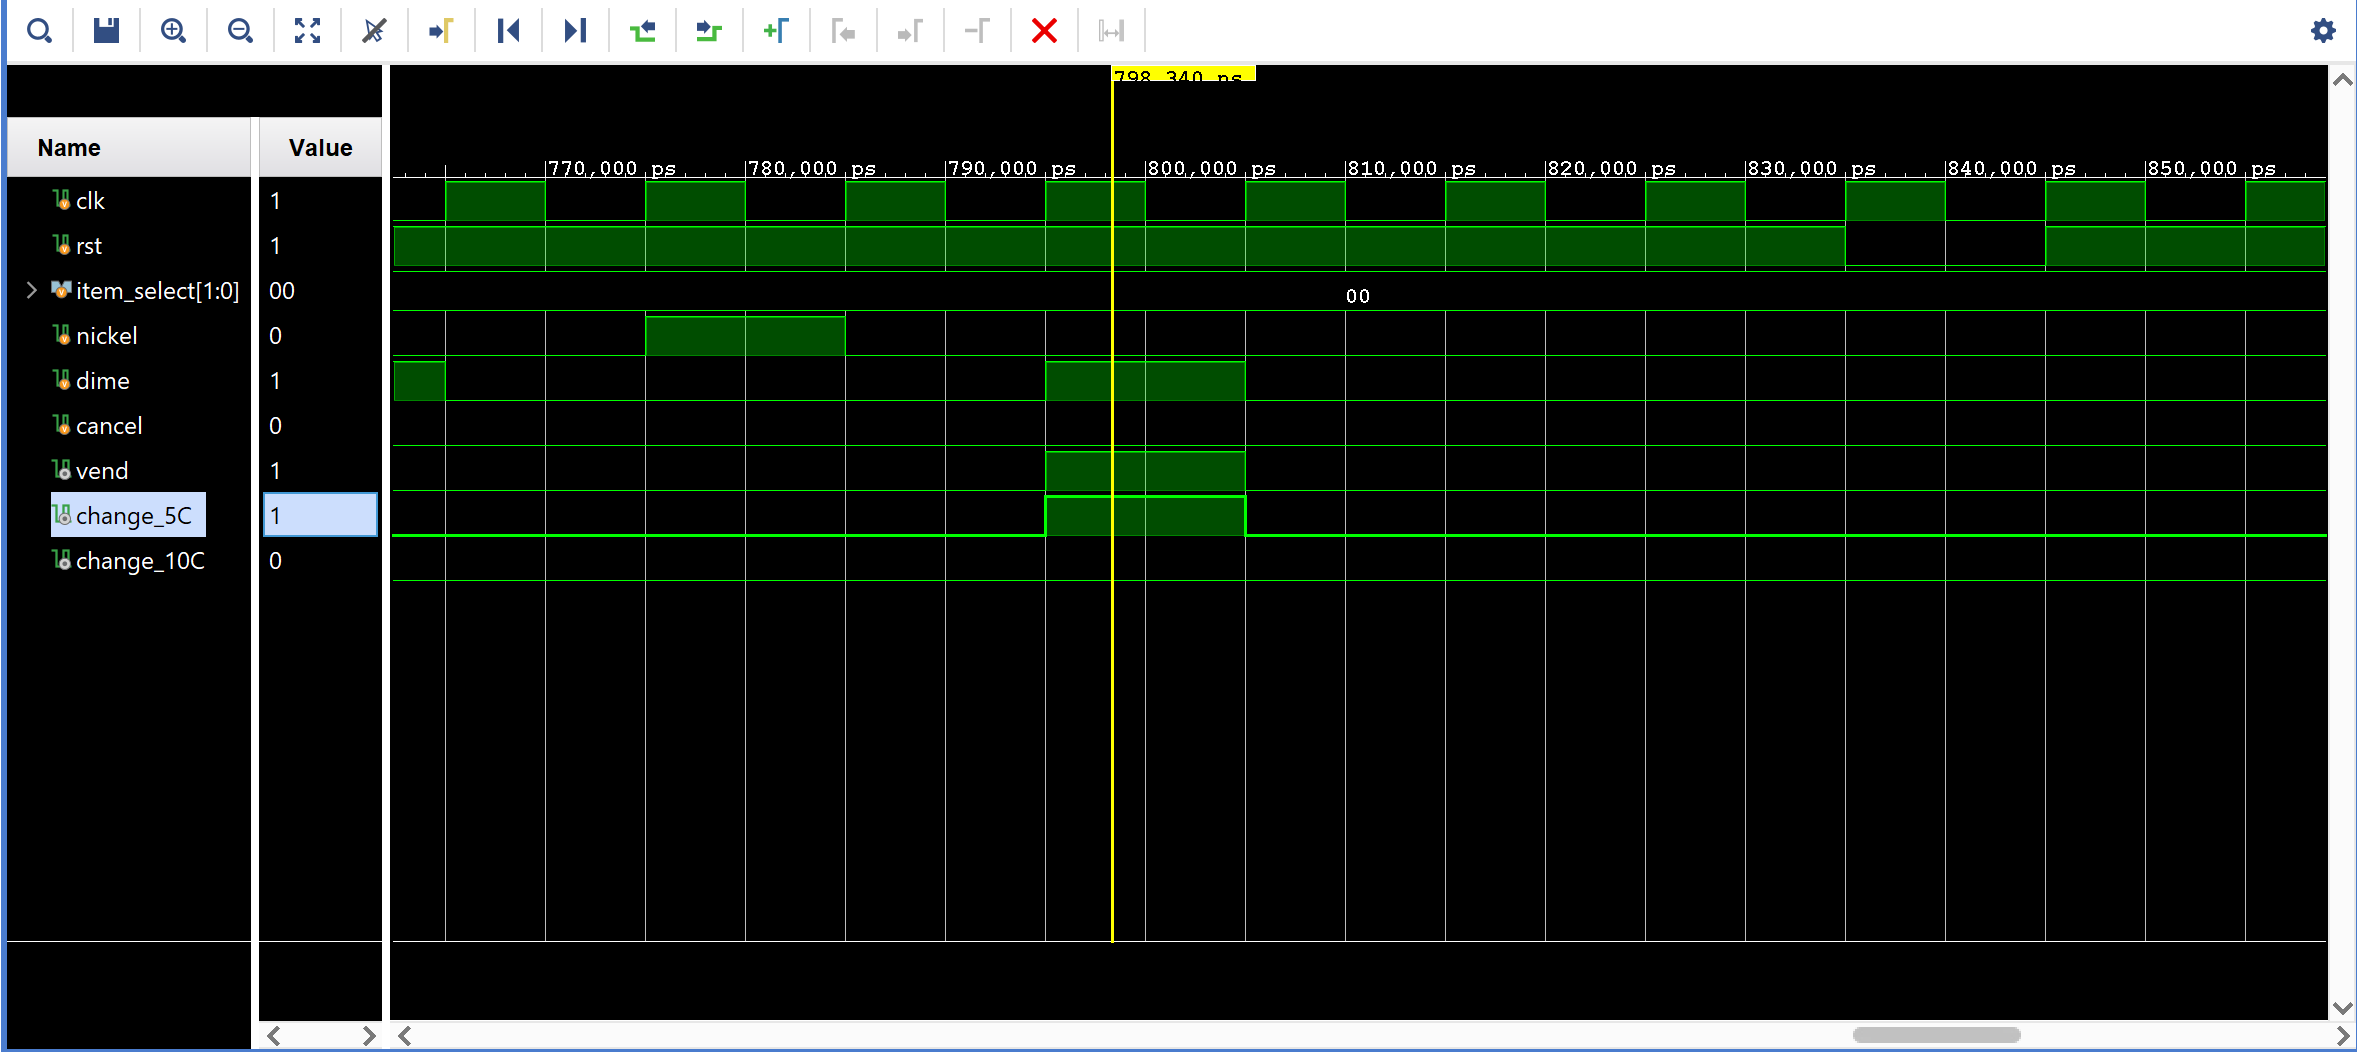 798,340 ps
Name Value
770,000 ps 780,000 ps 790,000 ps 800,000 ps 810,000 ps 820,000 ps 830,000 ps 840,000 ps 850,000 ps
clk 1
rst 1
item_select[1:0] 00 00
nickel 0
dime 1
cancel 0
vend 1
change_5C 1
change_10C 0